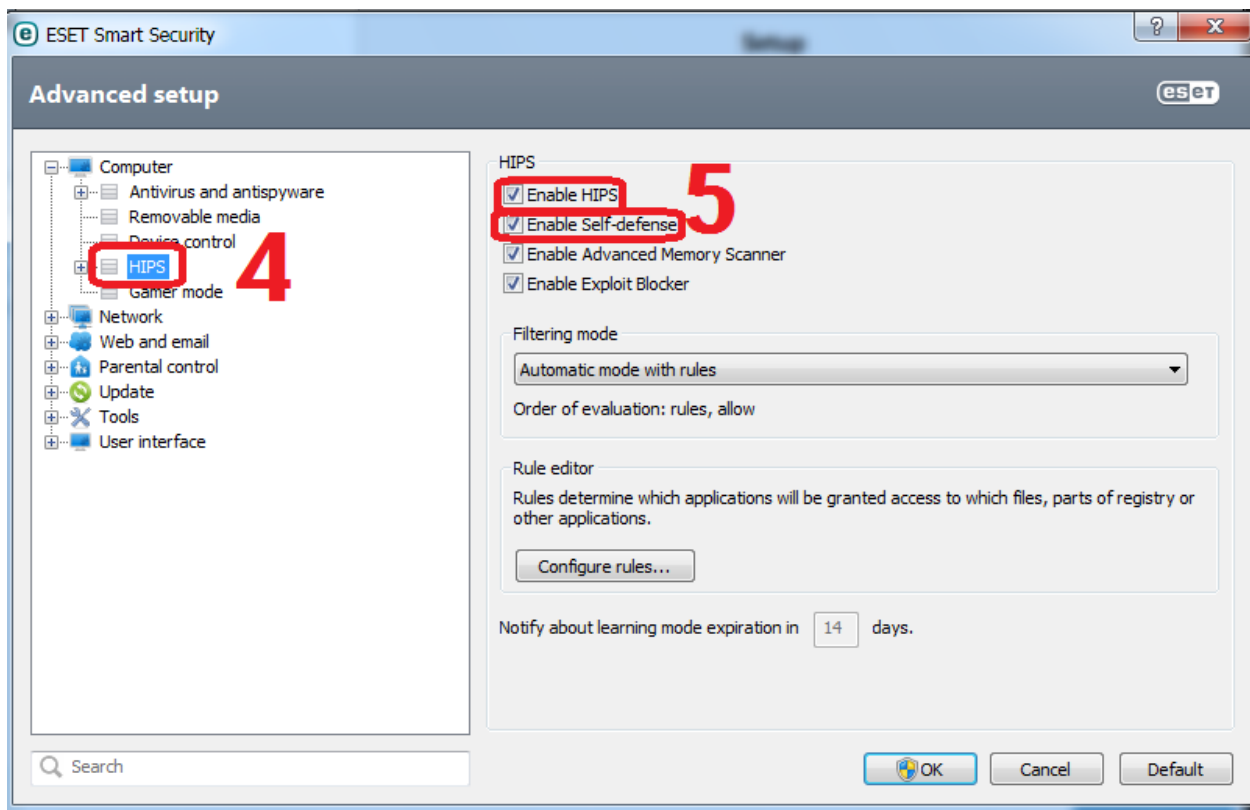 ESET Smart Security
Setup
Advanced setup
eset
Computer
Antivirus and antispyware
Removable media
Device control
HIPS
4
Gamer mode
Network
Web and email
Parental control
Update
Tools
User interface
Search
HIPS
Enable HIPS
5
Enable Self-defense
Enable Advanced Memory Scanner
Enable Exploit Blocker
Filtering mode
Automatic mode with rules
Order of evaluation: rules, allow
Rule editor
Rules determine which applications will be granted access to which files, parts of registry or
other applications.
Configure rules...
Notify about learning mode expiration in 14 days.
OK Cancel Default